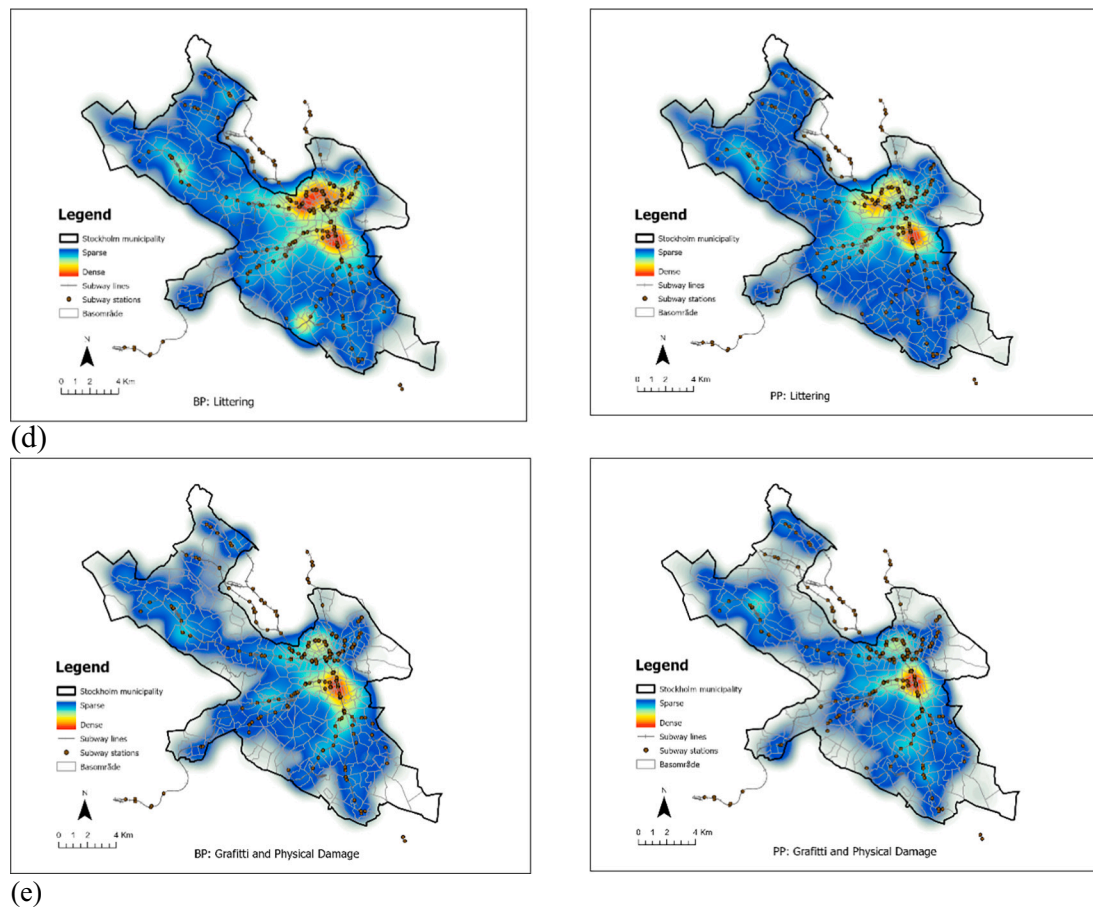 Legend
Stockholm municipality
Sparse
Dense
Subway lines
Subway stations
Basområde
N
0 1 2 4 Km
BP: Littering
Legend
Stockholm municipality
Sparse
Dense
Subway lines
Subway stations
Basområde
N
0 1 2 4 Km
PP: Littering
(d)
Legend
Stockholm municipality
Sparse
Dense
Subway lines
Subway stations
Basområde
N
0 1 2 4 Km
BP: Grafitti and Physical Damage
Legend
Stockholm municipality
Sparse
Dense
Subway lines
Subway stations
Basområde
N
0 1 2 4 Km
PP: Grafitti and Physical Damage
(e)